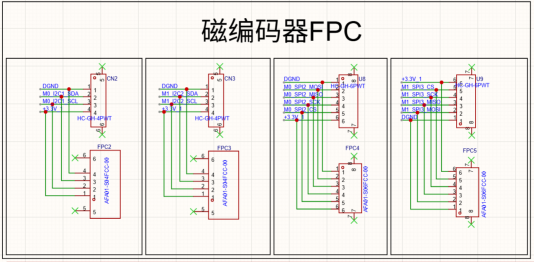 磁编码器FPC
CN2
DGND
M0_I2C1_SDA
M0_I2C1_SCL
+3.3V
HC-GH-4PWT
FPC2
AFA01-S04FCC-00
CN3
DGND
M1_I2C2_SDA
M1_I2C2_SCL
+3.3V
HC-GH-4PWT
FPC3
AFA01-S04FCC-00
U8
DGND
HC-GH-6PWT
M0_SPI2_MOSI
M0_SPI2_MISO
M0_SPI2_SCK
M0_SPI2_CS
+3.3V
FPC4
AFA01-S06FCC-00
U9
+3.3V_1
HC-GH-6PWT
M1_SPI3_CS
M1_SPI3_SCK
M1_SPI3_MISO
M1_SPI3_MOSI
DGND
FPC5
AFA01-S06FCC-00